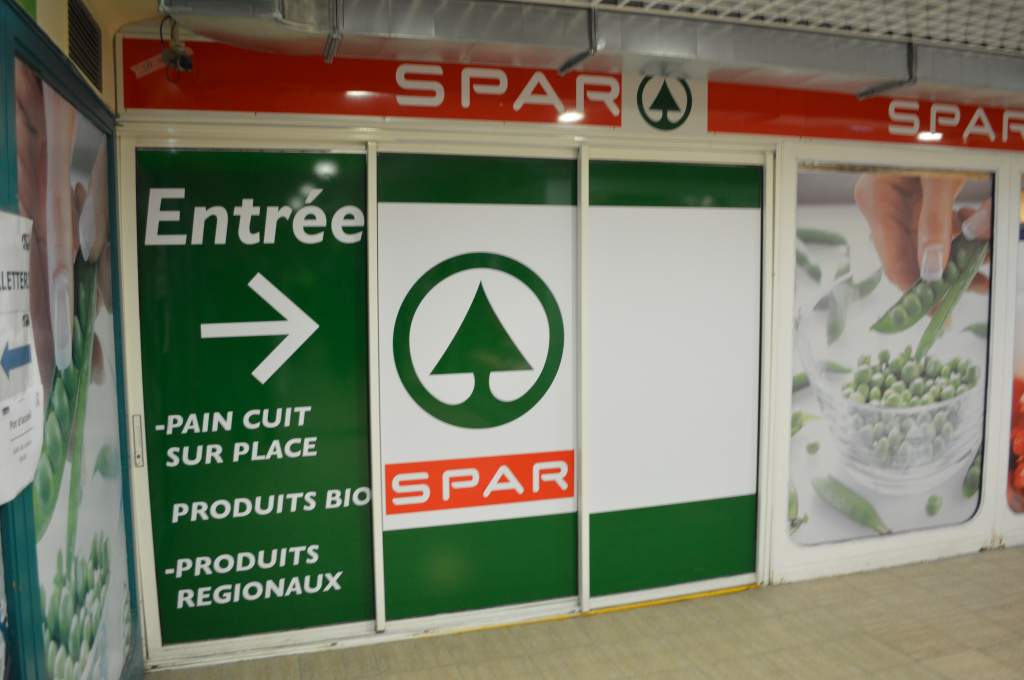 SPAR
SPAR
Entrée
-PAIN CUIT
SUR PLACE
PRODUITS BIO
-PRODUITS
REGIONAUX
SPAR